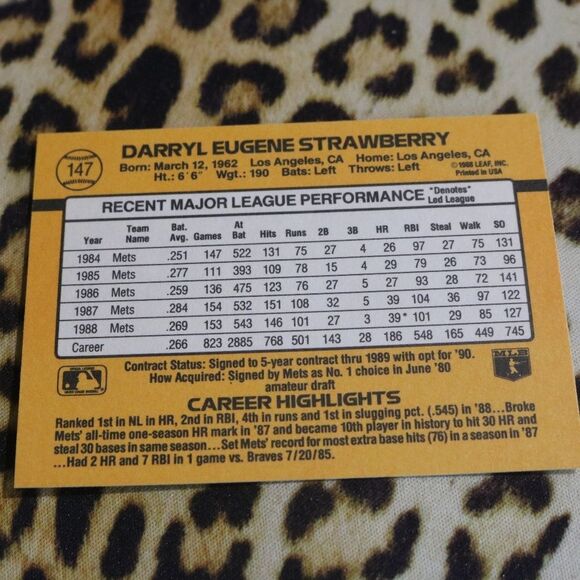 DARRYL EUGENE STRAWBERRY
147
Born: March 12, 1962 Los Angeles, CA Home: Los Angeles, CA
Ht.: 6'6" Wgt.: 190 Bats: Left Throws: Left
©1988 LEAF, INC.
Printed in USA
RECENT MAJOR LEAGUE PERFORMANCE
*Denotes*
Led League
Year Team Name Bat. Avg. Games At Bat Hits Runs 2B 3B HR RBI Steal Walk SO
1984 Mets .251 147 522 131 75 27 4 26 97 27 75 131
1985 Mets .277 111 393 109 78 15 4 29 79 26 73 96
1986 Mets .259 136 475 123 76 27 5 27 93 28 72 141
1987 Mets .284 154 532 151 108 32 5 39 104 36 97 122
1988 Mets .269 153 543 146 101 27 3 39* 101 29 85 127
Career .266 823 2885 768 501 143 28 186 548 165 449 745
Contract Status: Signed to 5-year contract thru 1989 with opt for '90.
How Acquired: Signed by Mets as No. 1 choice in June '80
amateur draft
MLB
CAREER HIGHLIGHTS
Ranked 1st in NL in HR, 2nd in RBI, 4th in runs and 1st in slugging pct. (.545) in '88...Broke
Mets' all-time one-season HR mark in '87 and became 10th player in history to hit 30 HR and
steal 30 bases in same season...Set Mets' record for most extra base hits (76) in a season in '87
...Had 2 HR and 7 RBI in 1 game vs. Braves 7/20/85.